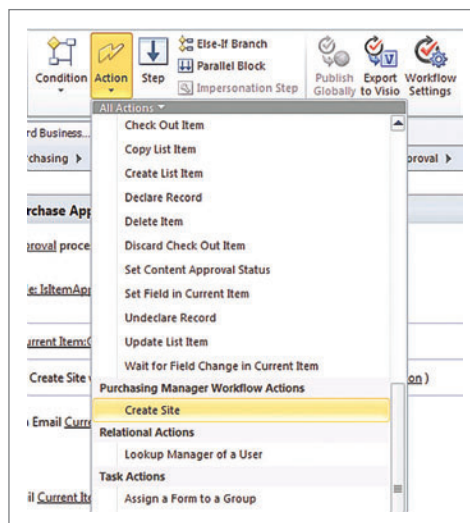 Condition Action Step
Else-If Branch
Parallel Block
Impersonation Step
Publish Globally
Export to Visio
Workflow Settings
All Actions
rd Business...
chasing
proval
Check Out Item
Copy List Item
Create List Item
Declare Record
Delete Item
Discard Check Out Item
Set Content Approval Status
Set Field in Current Item
Undeclare Record
Update List Item
Wait for Field Change in Current Item
Purchasing Manager Workflow Actions
Create Site
Relational Actions
Lookup Manager of a User
Task Actions
Assign a Form to a Group
rchase App
roval proce
e: IsItemApp
urrent Item:
Create Site
on )
Email Curr
il Current It